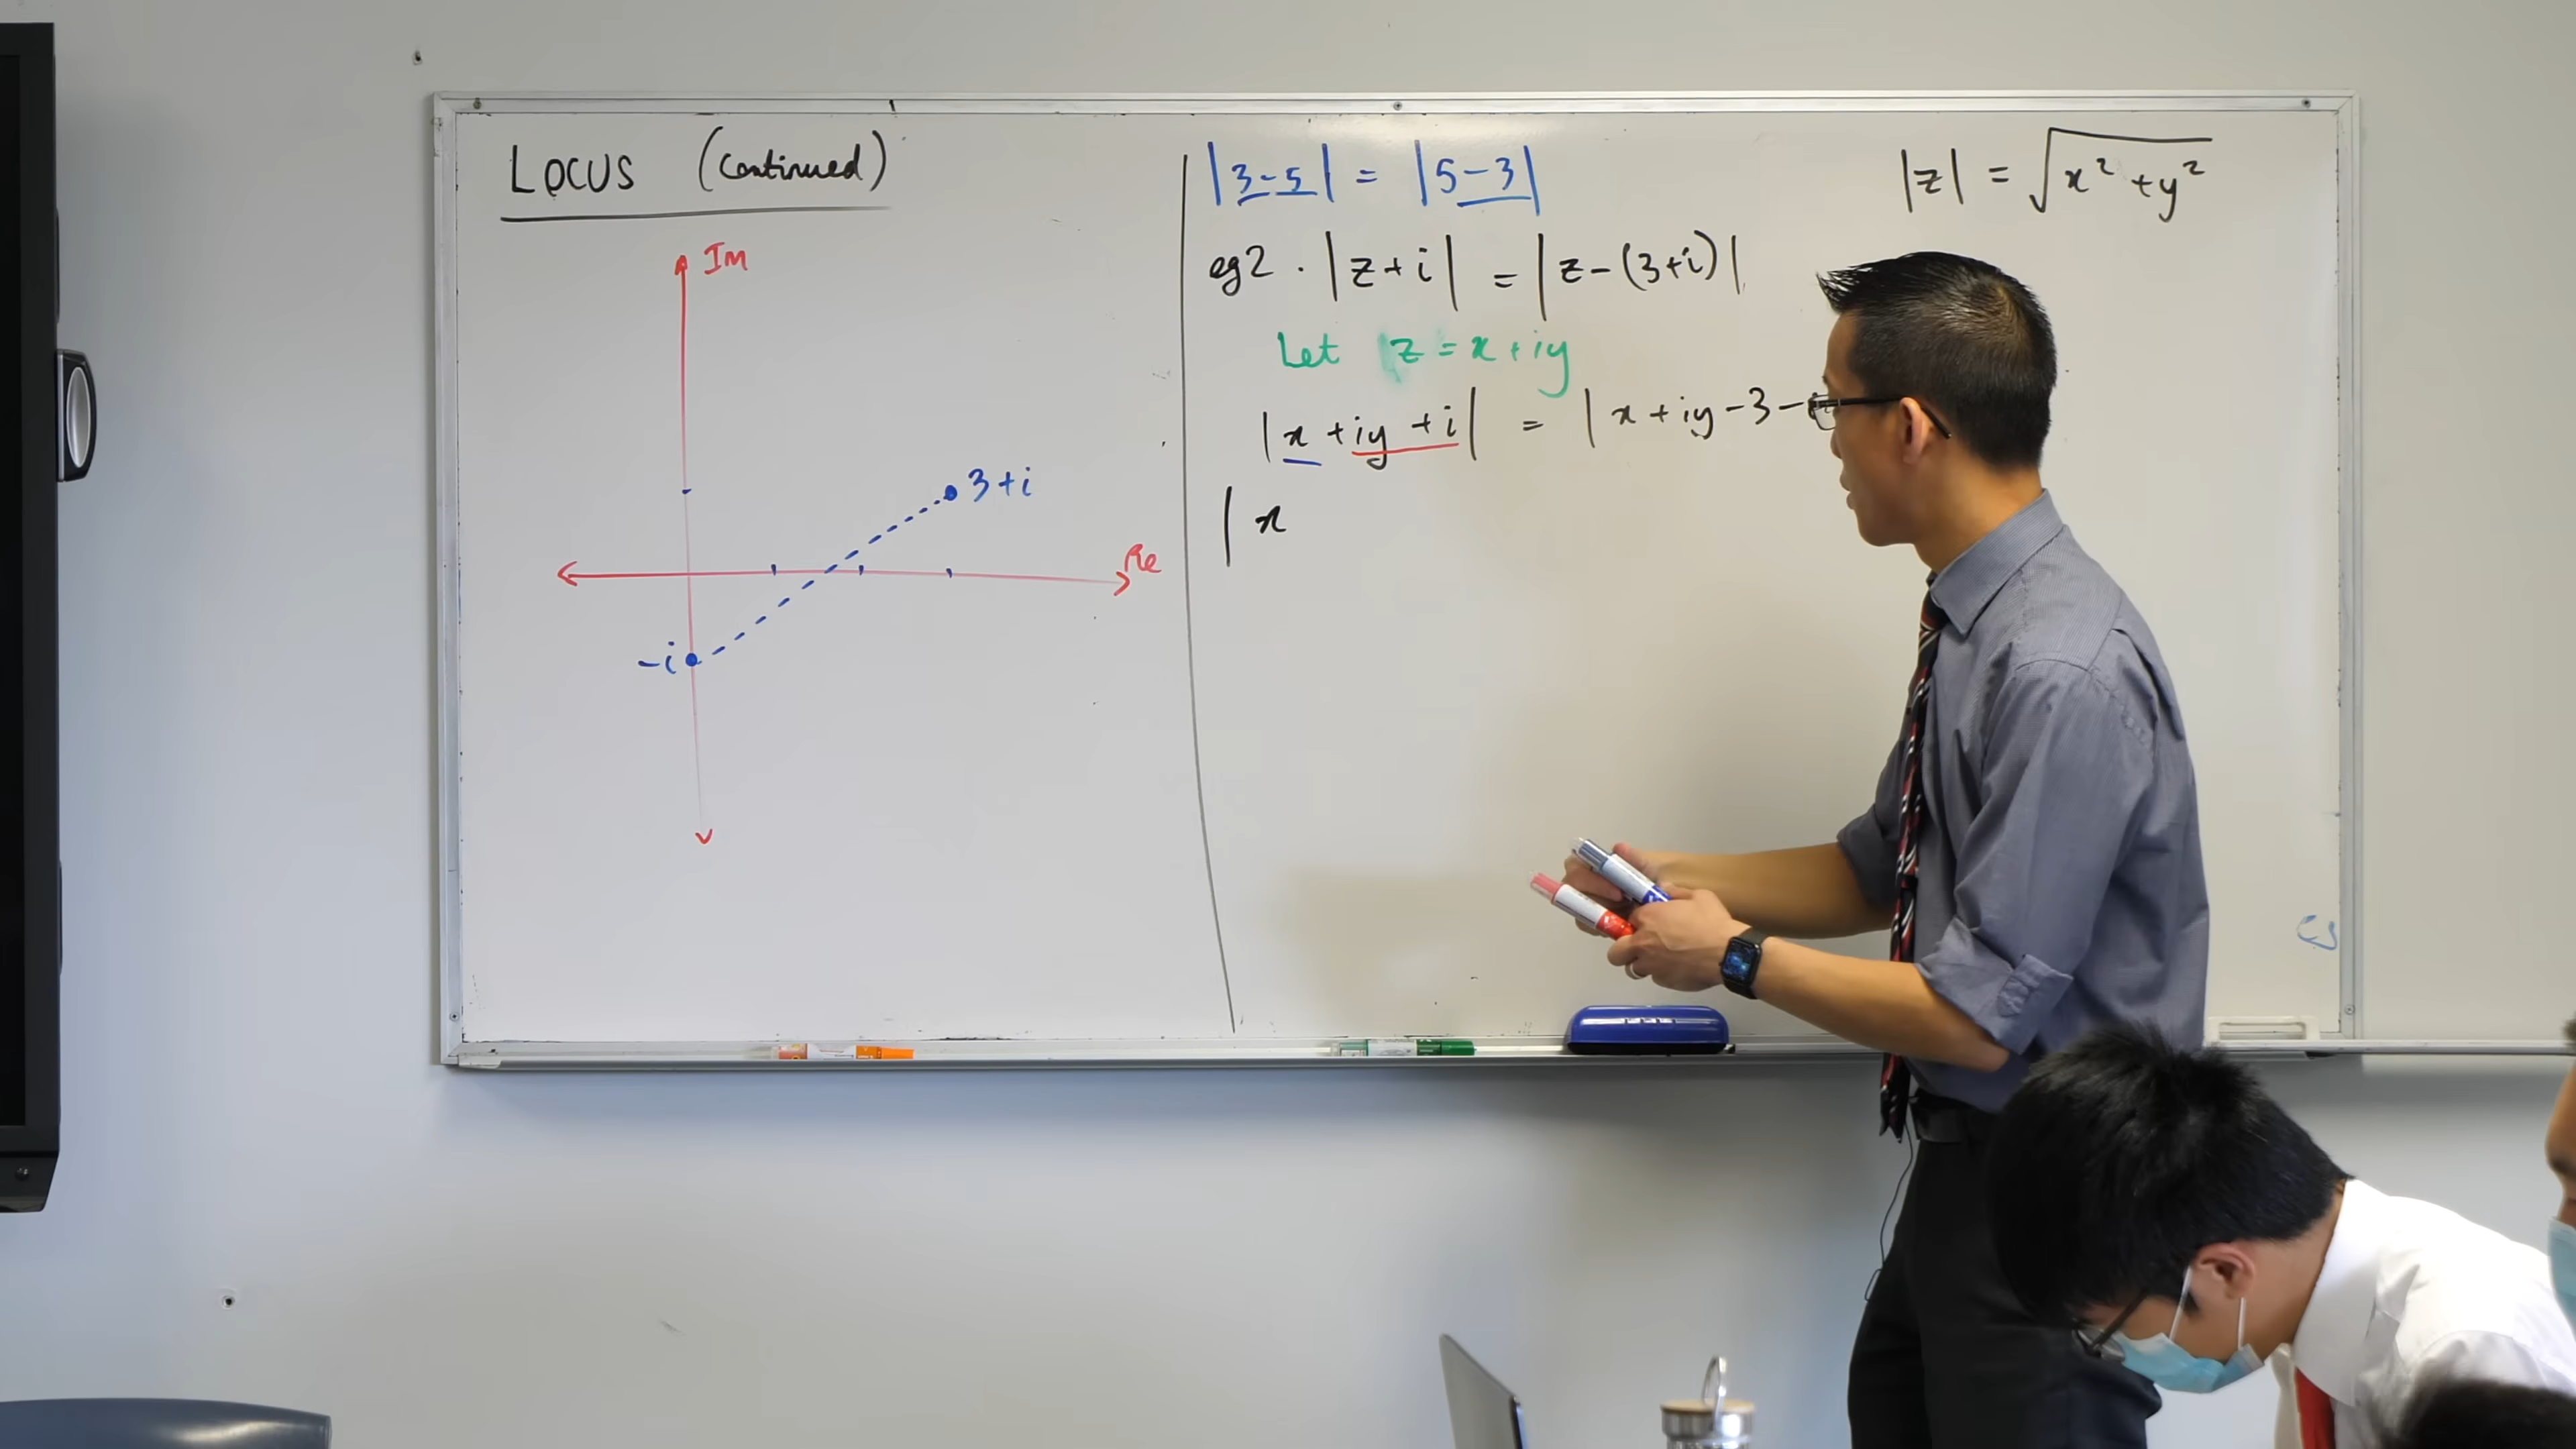 Locus (continued)
Im
3+i
Re
-i
|3-5| = |5-3|
|z| = √(x² + y²)
eg2. |z+i| = |z-(3+i)|
Let z = x+iy
|x+iy+i| = |x+iy-3-
|x